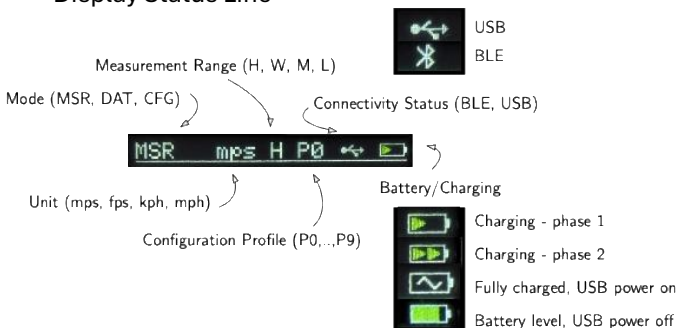 Display Status Line
USB
BLE
Measurement Range (H, W, M, L)
Mode (MSR, DAT, CFG)
Connectivity Status (BLE, USB)
MSR mps H P0
Unit (mps, fps, kph, mph)
Battery/Charging
Configuration Profile (P0,..,P9)
Charging - phase 1
Charging - phase 2
Fully charged, USB power on
Battery level, USB power off